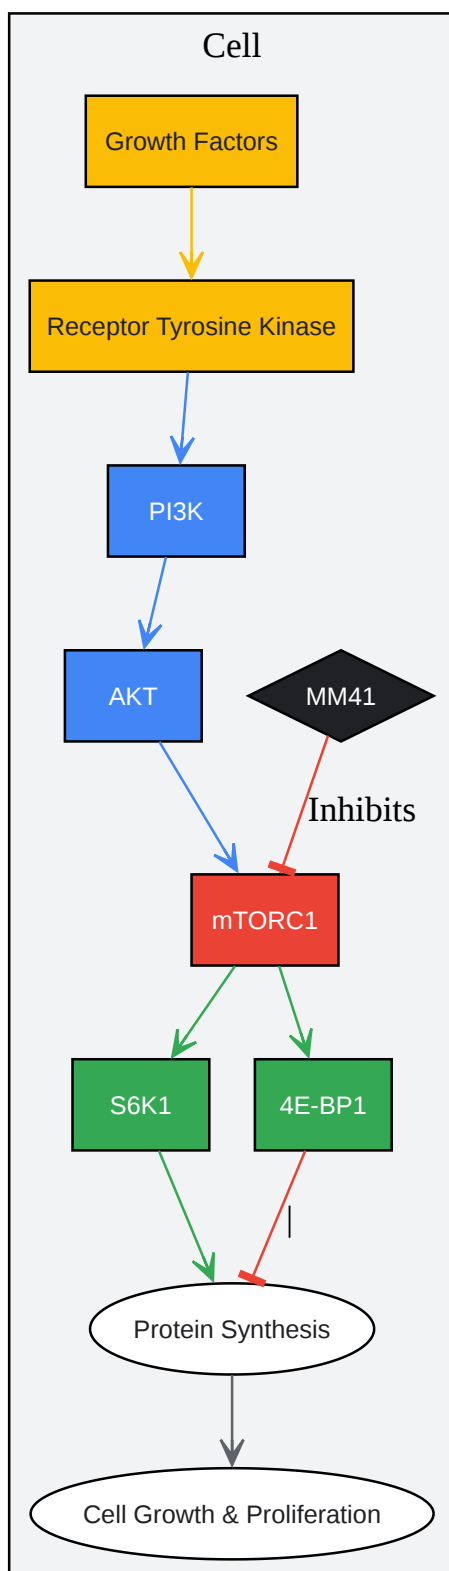 Cell
Growth Factors
Receptor Tyrosine Kinase
PI3K
AKT
MM41
Inhibits
mTORC1
S6K1
4E-BP1
|
Protein Synthesis
Cell Growth & Proliferation